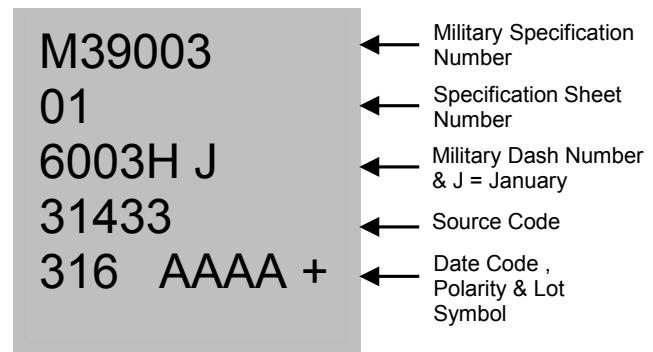 M39003
Military Specification
Number
01
Specification Sheet
Number
6003H J
Military Dash Number
& J = January
31433
Source Code
316 AAAA +
Date Code ,
Polarity & Lot
Symbol